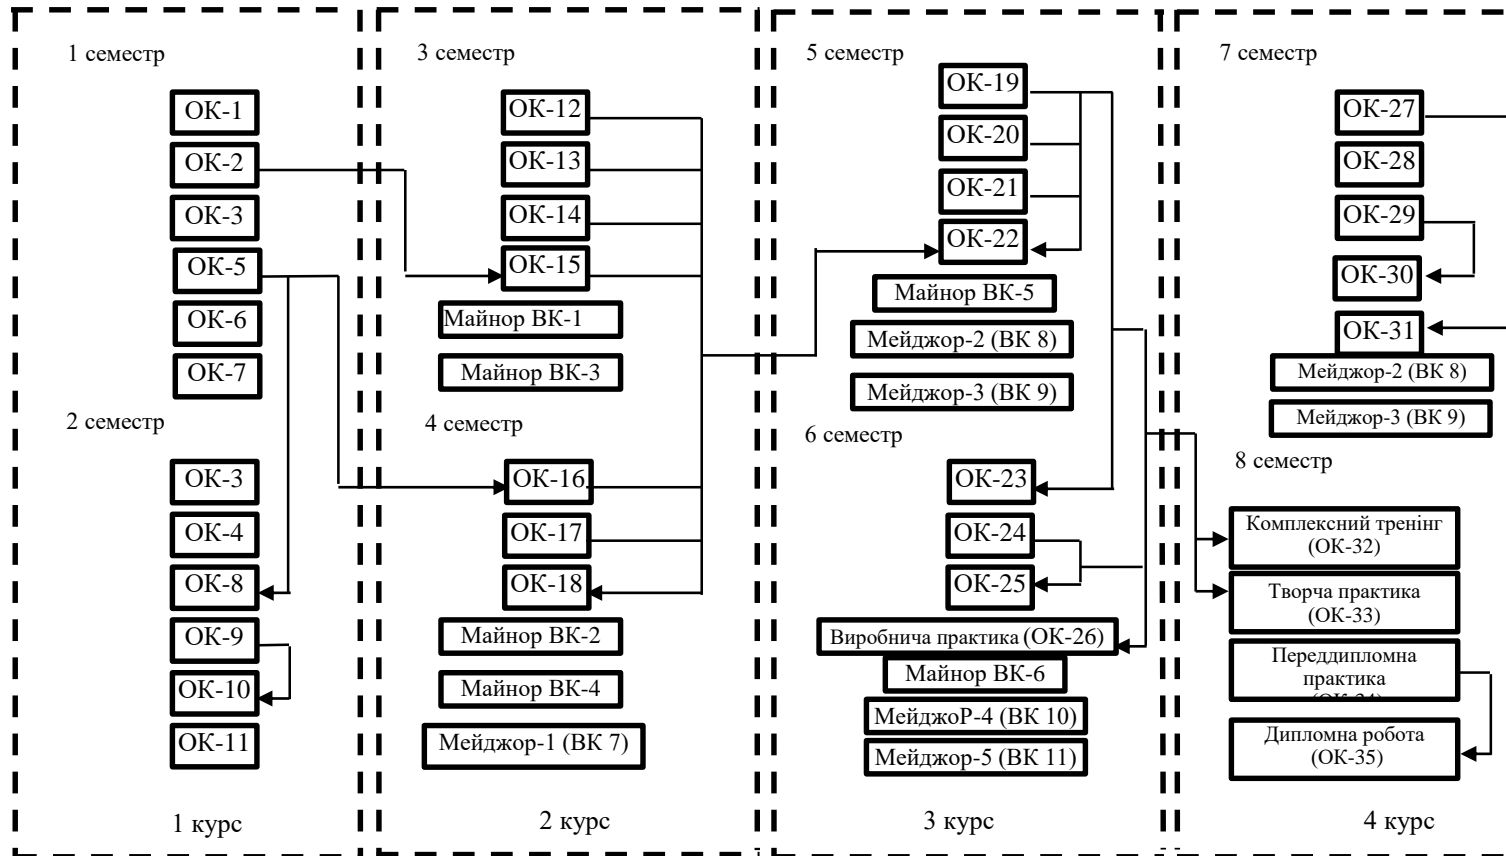 1 семестр
ОК-1
ОК-2
ОК-3
ОК-5
ОК-6
ОК-7
2 семестр
ОК-3
ОК-4
ОК-8
ОК-9
ОК-10
ОК-11
1 курс
3 семестр
ОК-12
ОК-13
ОК-14
ОК-15
Майнор ВК-1
Майнор ВК-3
4 семестр
ОК-16
ОК-17
ОК-18
Майнор ВК-2
Майнор ВК-4
Мейджор-1 (ВК 7)
2 курс
5 семестр
ОК-19
ОК-20
ОК-21
ОК-22
Майнор ВК-5
Мейджор-2 (ВК 8)
Мейджор-3 (ВК 9)
6 семестр
ОК-23
ОК-24
ОК-25
Виробнича практика (ОК-26)
Майнор ВК-6
МейджоР-4 (ВК 10)
Мейджор-5 (ВК 11)
3 курс
7 семестр
ОК-27
ОК-28
ОК-29
ОК-30
ОК-31
Мейджор-2 (ВК 8)
Мейджор-3 (ВК 9)
8 семестр
Комплексний тренінг
(ОК-32)
Творча практика
(ОК-33)
Переддипломна
практика
Дипломна робота
(ОК-35)
4 курс